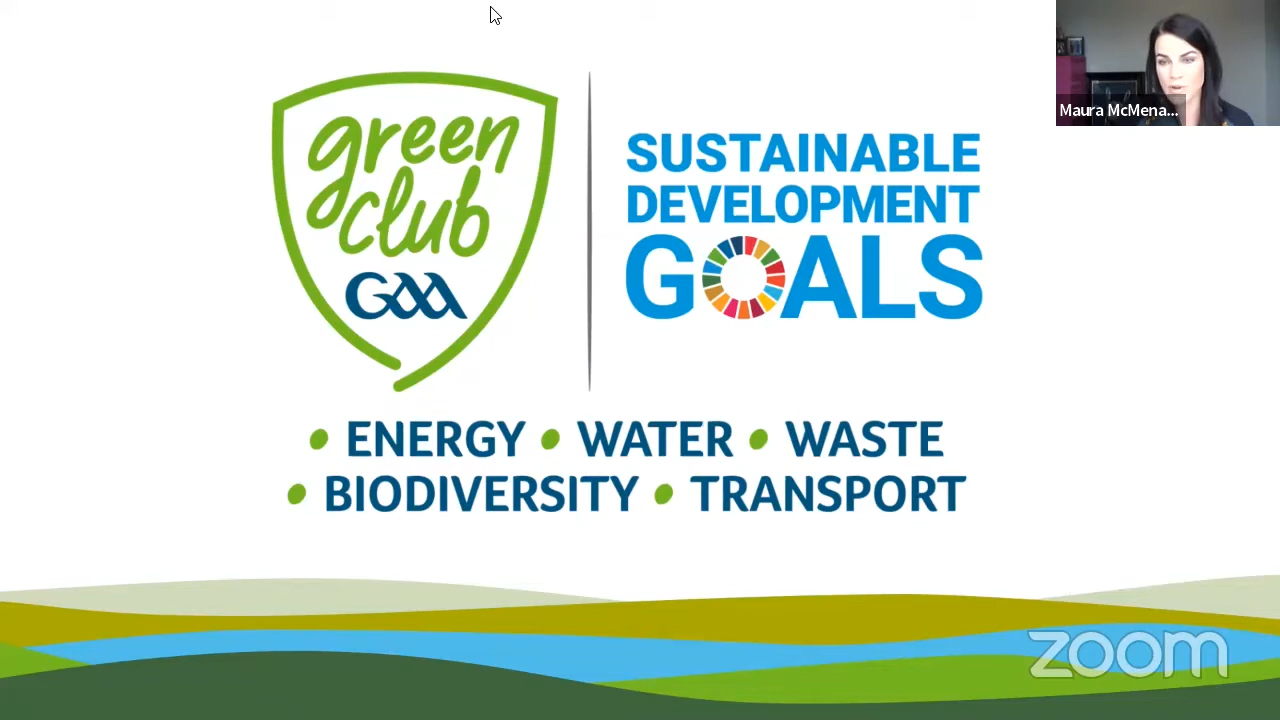 Maura McMena...
green
club
GAA
SUSTAINABLE
DEVELOPMENT
GOALS
• ENERGY • WATER • WASTE
• BIODIVERSITY • TRANSPORT
zoom